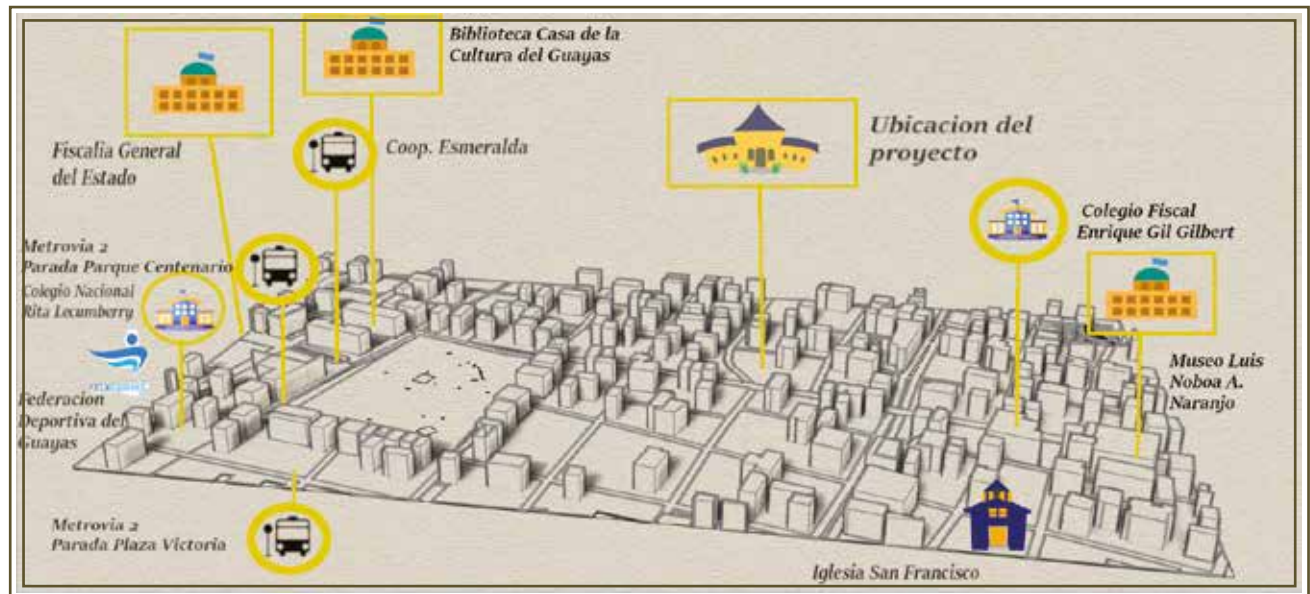 Biblioteca Casa de la
Cultura del Guayas
Fiscalia General
del Estado
Coop. Esmeralda
Ubicacion del
proyecto
Colegio Fiscal
Enrique Gil Gilbert
Metrovia 2
Parada Parque Centenario
Colegio Nacional
Rita Lecumberry
Museo Luis
Noboa A.
Naranjo
Federacion
Deportiva del
Guayas
Metrovia 2
Parada Plaza Victoria
Iglesia San Francisco